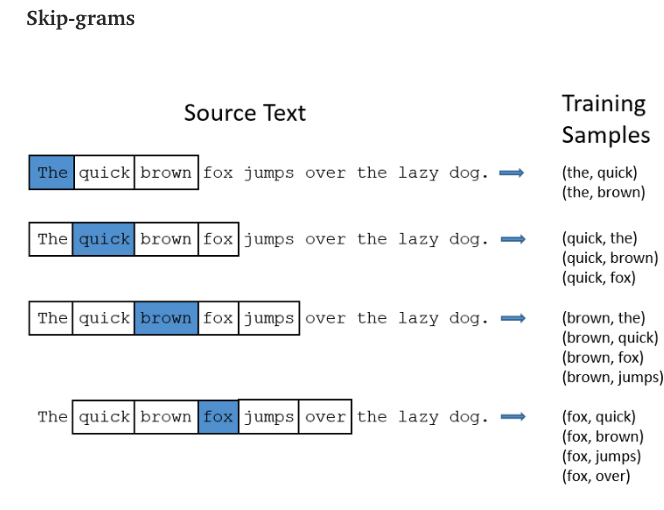 Skip-grams
Source Text
Training
Samples
The quick brown fox jumps over the lazy dog.
(the, quick)
(the, brown)
The quick brown fox jumps over the lazy dog.
(quick, the)
(quick, brown)
(quick, fox)
The quick brown fox jumps over the lazy dog.
(brown, the)
(brown, quick)
(brown, fox)
(brown, jumps)
The quick brown fox jumps over the lazy dog.
(fox, quick)
(fox, brown)
(fox, jumps)
(fox, over)